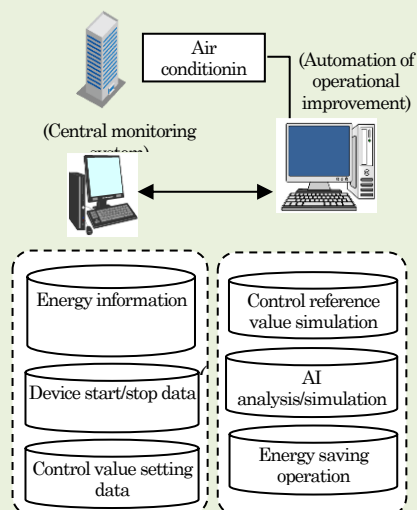 Air
conditionin
(Automation of
operational
improvement)
(Central monitoring
system)
Energy information
Device start/stop data
Control value setting
data
Control reference
value simulation
AI
analysis/simulation
Energy saving
operation